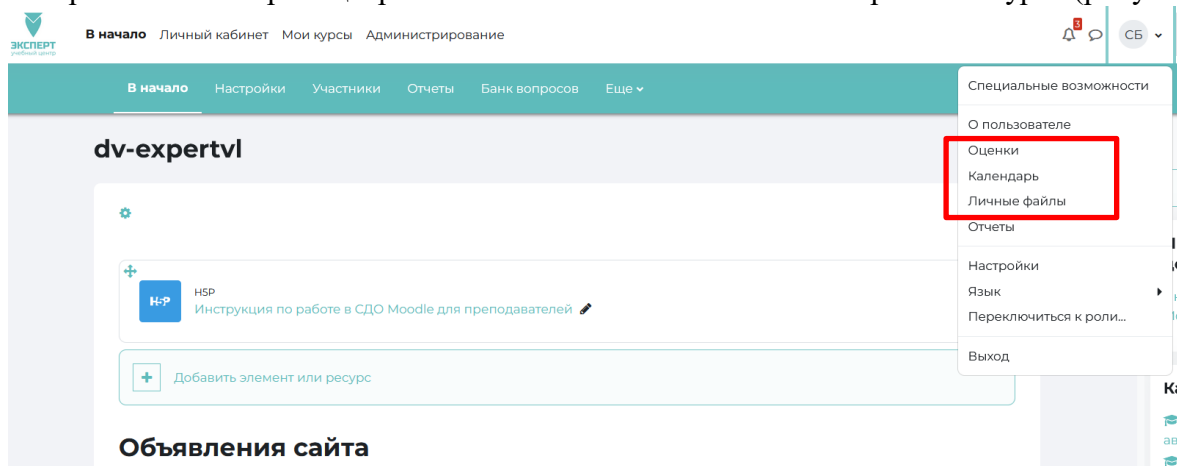 ЭКСПЕРТ
учебный центр
В начало Личный кабинет Мои курсы Администрирование
3
СБ
В начало Настройки Участники Отчеты Банк вопросов Еще
Специальные возможности
О пользователе
Оценки
Календарь
Личные файлы
Отчеты
Настройки
Язык
Переключиться к роли...
Выход
dv-expertvl
H-P
H5P
Инструкция по работе в СДО Moodle для преподавателей
Добавить элемент или ресурс
Объявления сайта